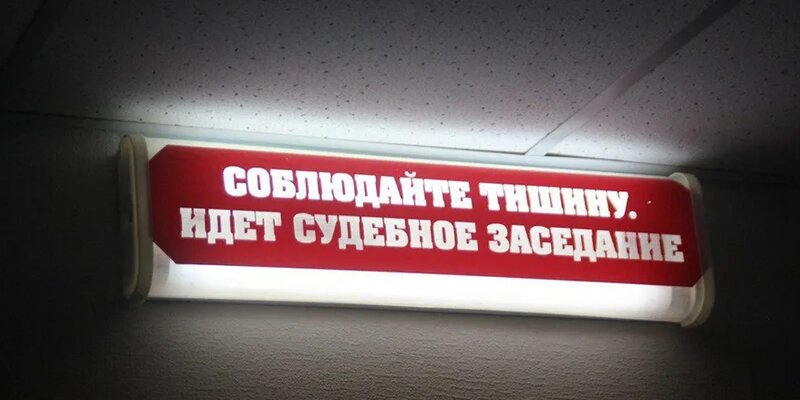 СОБЛЮДАЙТЕ ТИШИНУ.
ИДЕТ СУДЕБНОЕ ЗАСЕДАНИЕ